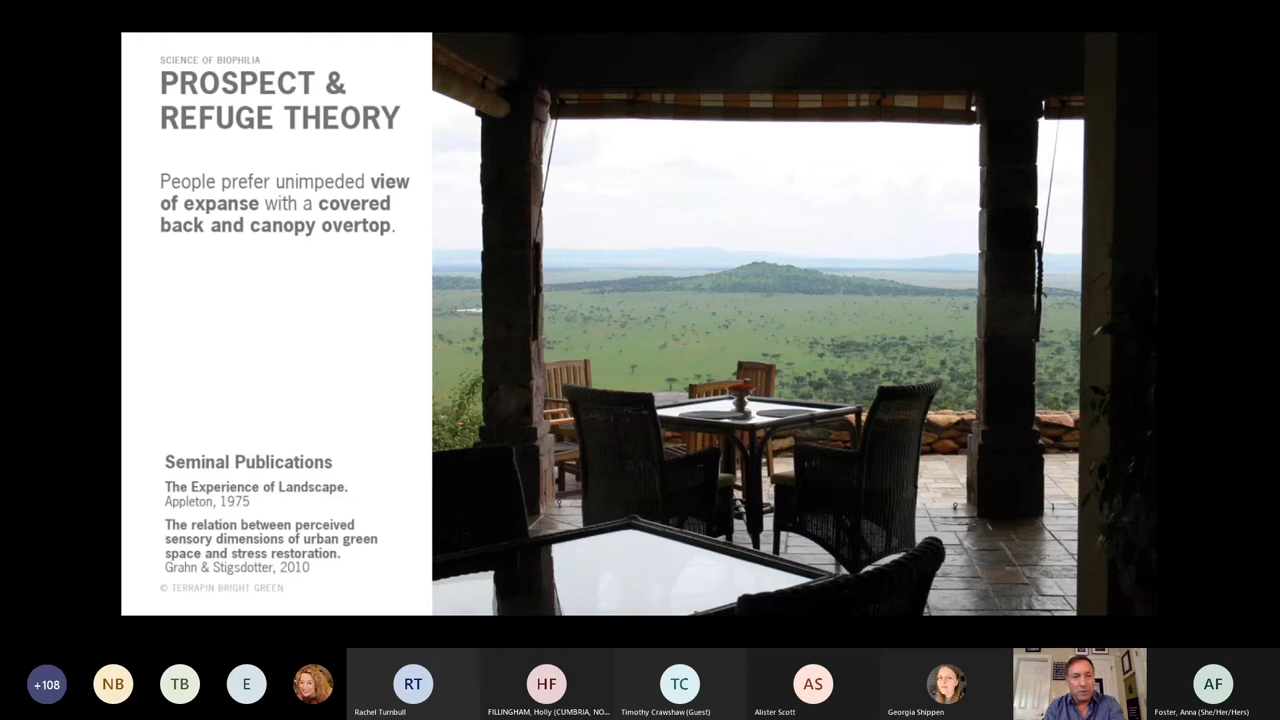 SCIENCE OF BIOPHILIA
PROSPECT &
REFUGE THEORY
People prefer unimpeded view
of expanse with a covered
back and canopy overtop.
Seminal Publications
The Experience of Landscape.
Appleton, 1975
The relation between perceived
sensory dimensions of urban green
space and stress restoration.
Grahn & Stigsdotter, 2010
© TERRAPIN BRIGHT GREEN
+108
NB
TB
E
RT
HF
TC
AS
AF
Rachel Turnbull
FILLINGHAM, Holly (CUMBRIA, NO...
Timothy Crawshaw (Guest)
Alister Scott
Georgia Shippen
Foster, Anna (She/Her/Hers)